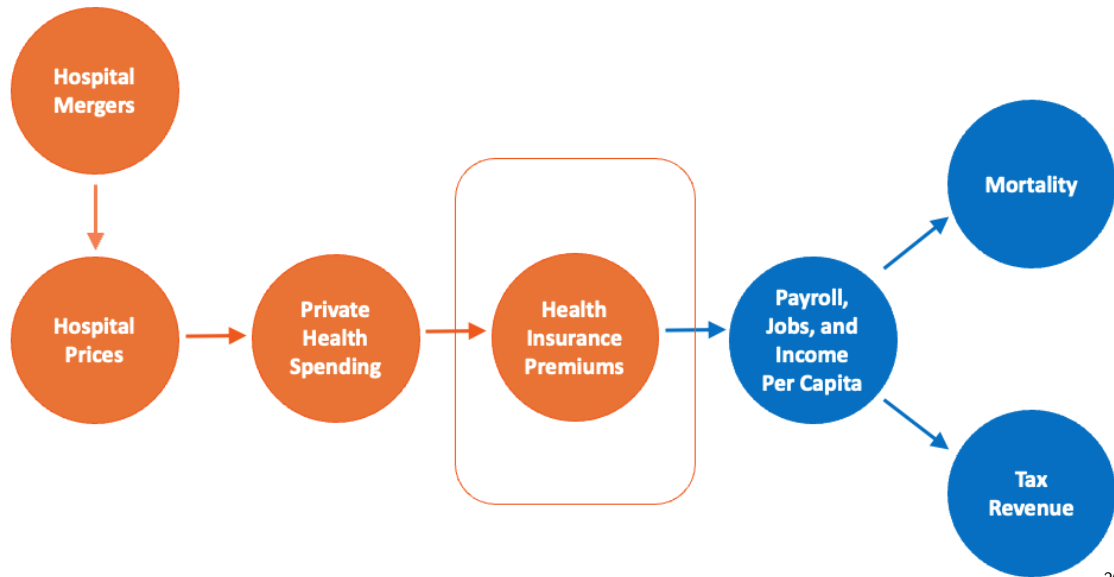 Hospital
Mergers
Hospital
Prices
Private
Health
Spending
Health
Insurance
Premiums
Payroll,
Jobs, and
Income
Per Capita
Mortality
Tax
Revenue